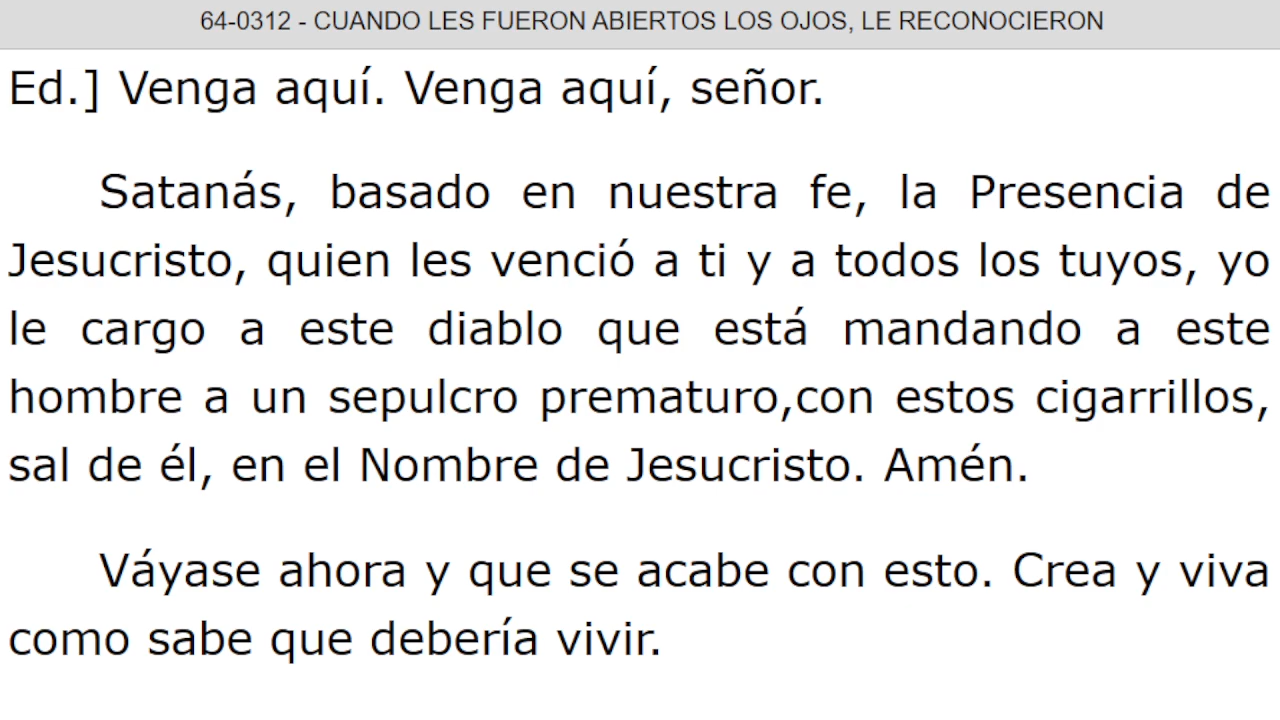 64-0312 - CUANDO LES FUERON ABIERTOS LOS OJOS, LE RECONOCIERON
Ed.] Venga aquí. Venga aquí, señor.
Satanás, basado en nuestra fe, la Presencia de
Jesucristo, quien les venció a ti y a todos los tuyos, yo
le cargo a este diablo que está mandando a este
hombre a un sepulcro prematuro,con estos cigarrillos,
sal de él, en el Nombre de Jesucristo. Amén.
Váyase ahora y que se acabe con esto. Crea y viva
como sabe que debería vivir.